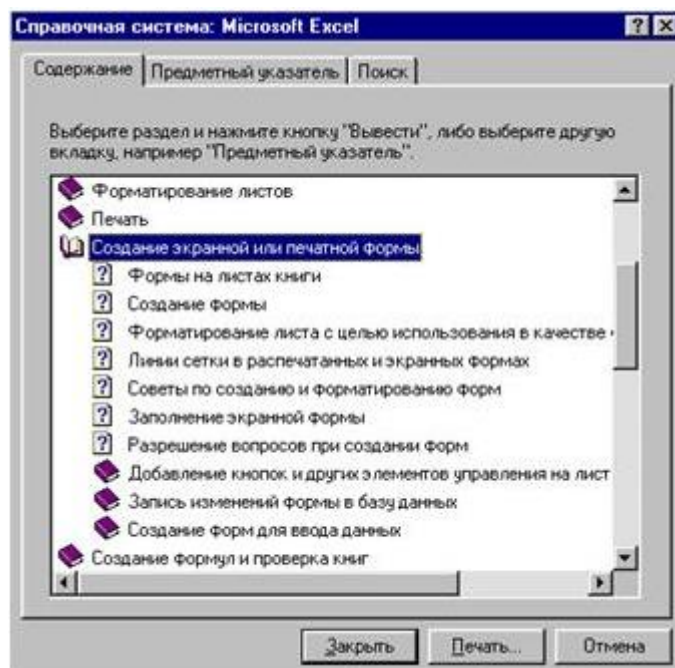 Справочная система: Microsoft Excel
Содержание Предметный указатель Поиск
Выберите раздел и нажмите кнопку "Вывести", либо выберите другую
вкладку, например "Предметный указатель".
Форматирование листов
Печать
Создание экранной или печатной формы
Формы на листах книги
Создание формы
Форматирование листа с целью использования в качестве
Линии сетки в распечатанных и экранных формах
Советы по созданию и форматированию форм
Заполнение экранной формы
Разрешение вопросов при создании форм
Добавление кнопок и других элементов управления на лист
Запись изменений формы в базу данных
Создание форм для ввода данных
Создание формул и проверка книг
Закрыть Печать... Отмена